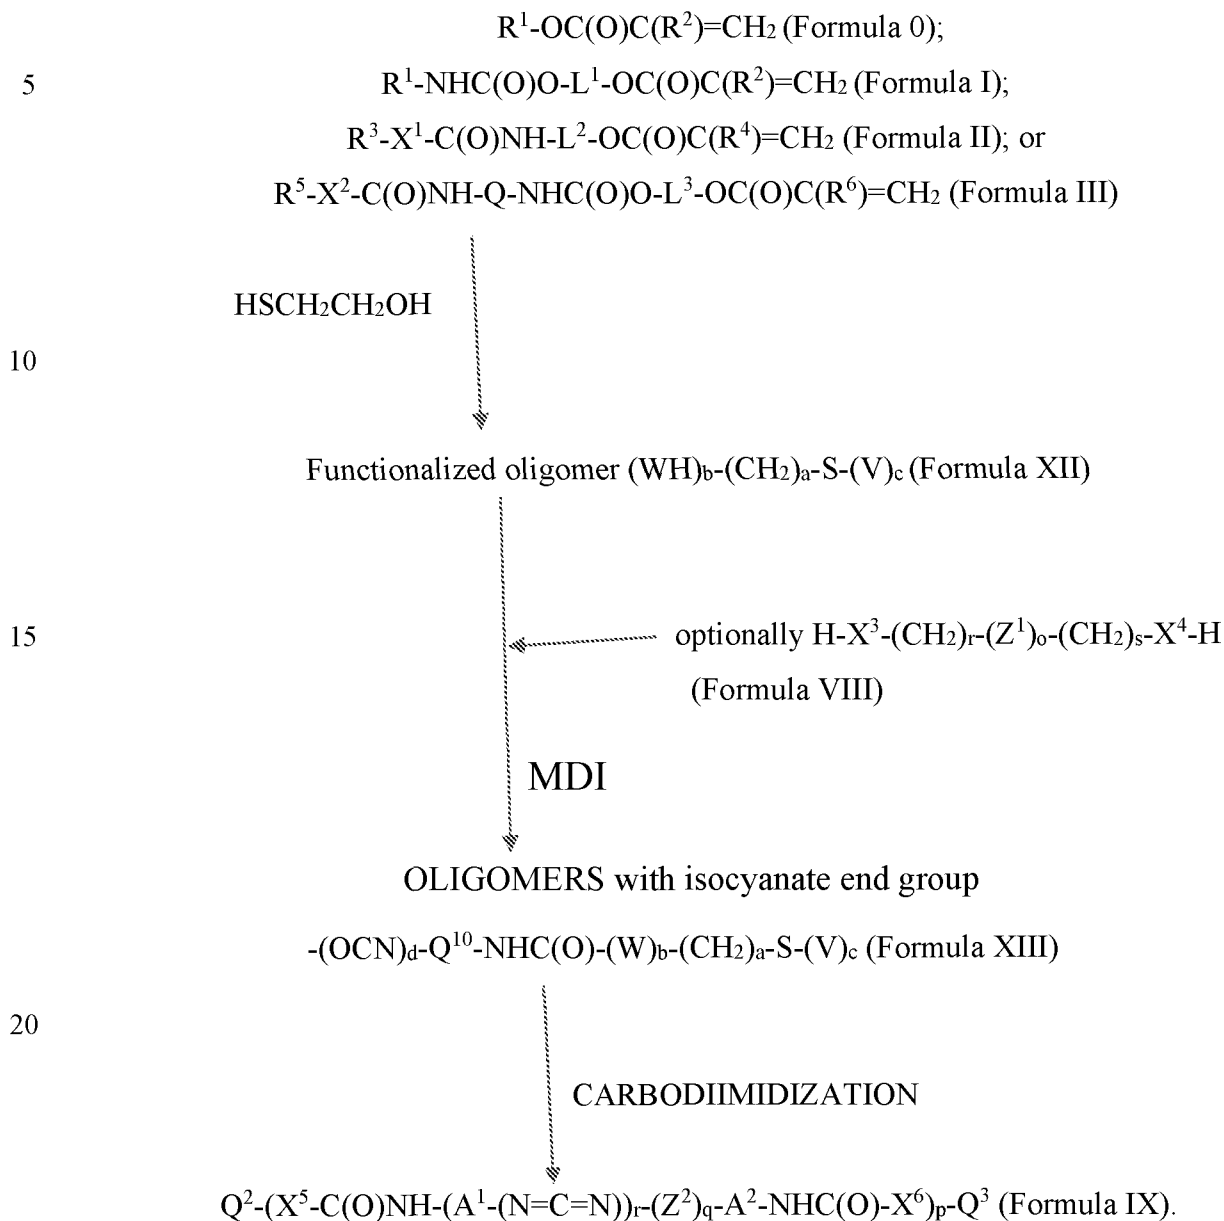 R¹-OC(O)C(R²)=CH₂ (Formula 0);
5
R¹-NHC(O)O-L¹-OC(O)C(R²)=CH₂ (Formula I);
R³-X¹-C(O)NH-L²-OC(O)C(R⁴)=CH₂ (Formula II); or
R⁵-X²-C(O)NH-Q-NHC(O)O-L³-OC(O)C(R⁶)=CH₂ (Formula III)
HSCH₂CH₂OH
10
Functionalized oligomer (WH)b-(CH₂)a-S-(V)c (Formula XII)
15
optionally H-X³-(CH₂)r-(Z¹)o-(CH₂)s-X⁴-H
(Formula VIII)
MDI
OLIGOMERS with isocyanate end group
-(OCN)d-Q¹⁰-NHC(O)-(W)b-(CH₂)a-S-(V)c (Formula XIII)
20
CARBODIIMIDIZATION
Q²-(X⁵-C(O)NH-(A¹-(N=C=N))r-(Z²)q-A²-NHC(O)-X⁶)p-Q³ (Formula IX).